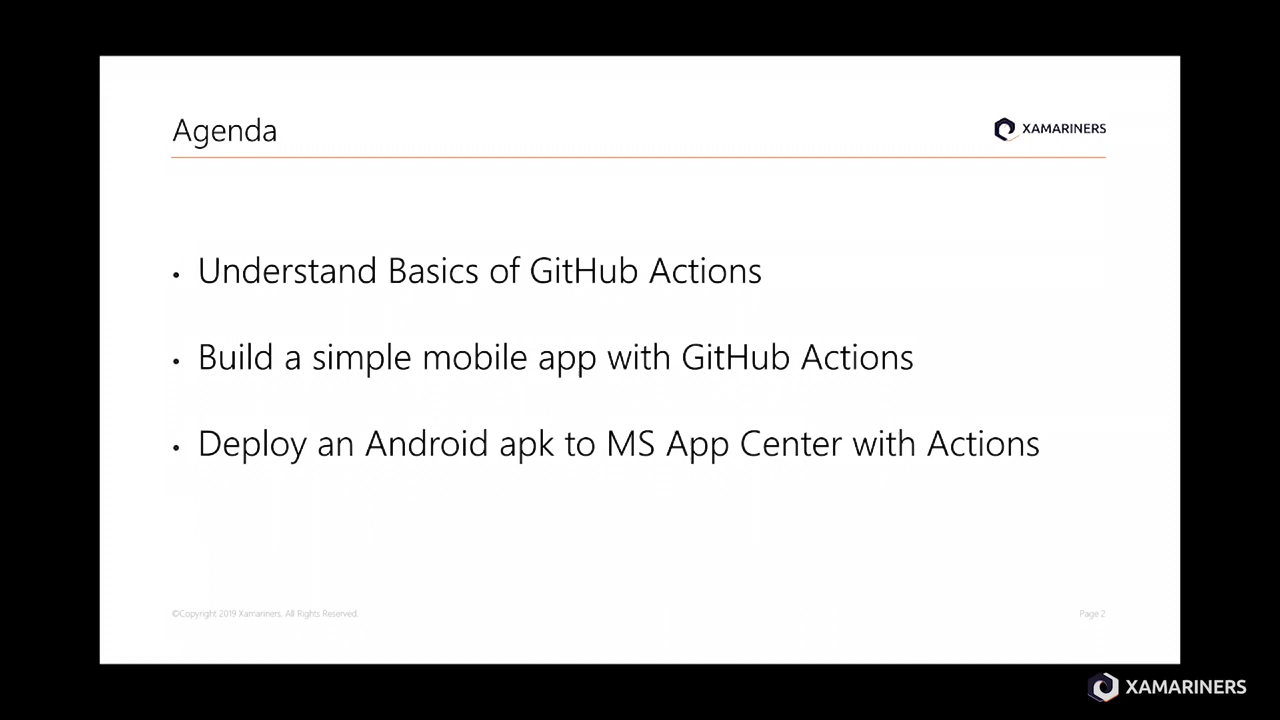 Agenda
XAMARINERS
• Understand Basics of GitHub Actions
• Build a simple mobile app with GitHub Actions
• Deploy an Android apk to MS App Center with Actions
©Copyright 2019 Xamariners. All Rights Reserved.
Page 2
XAMARINERS